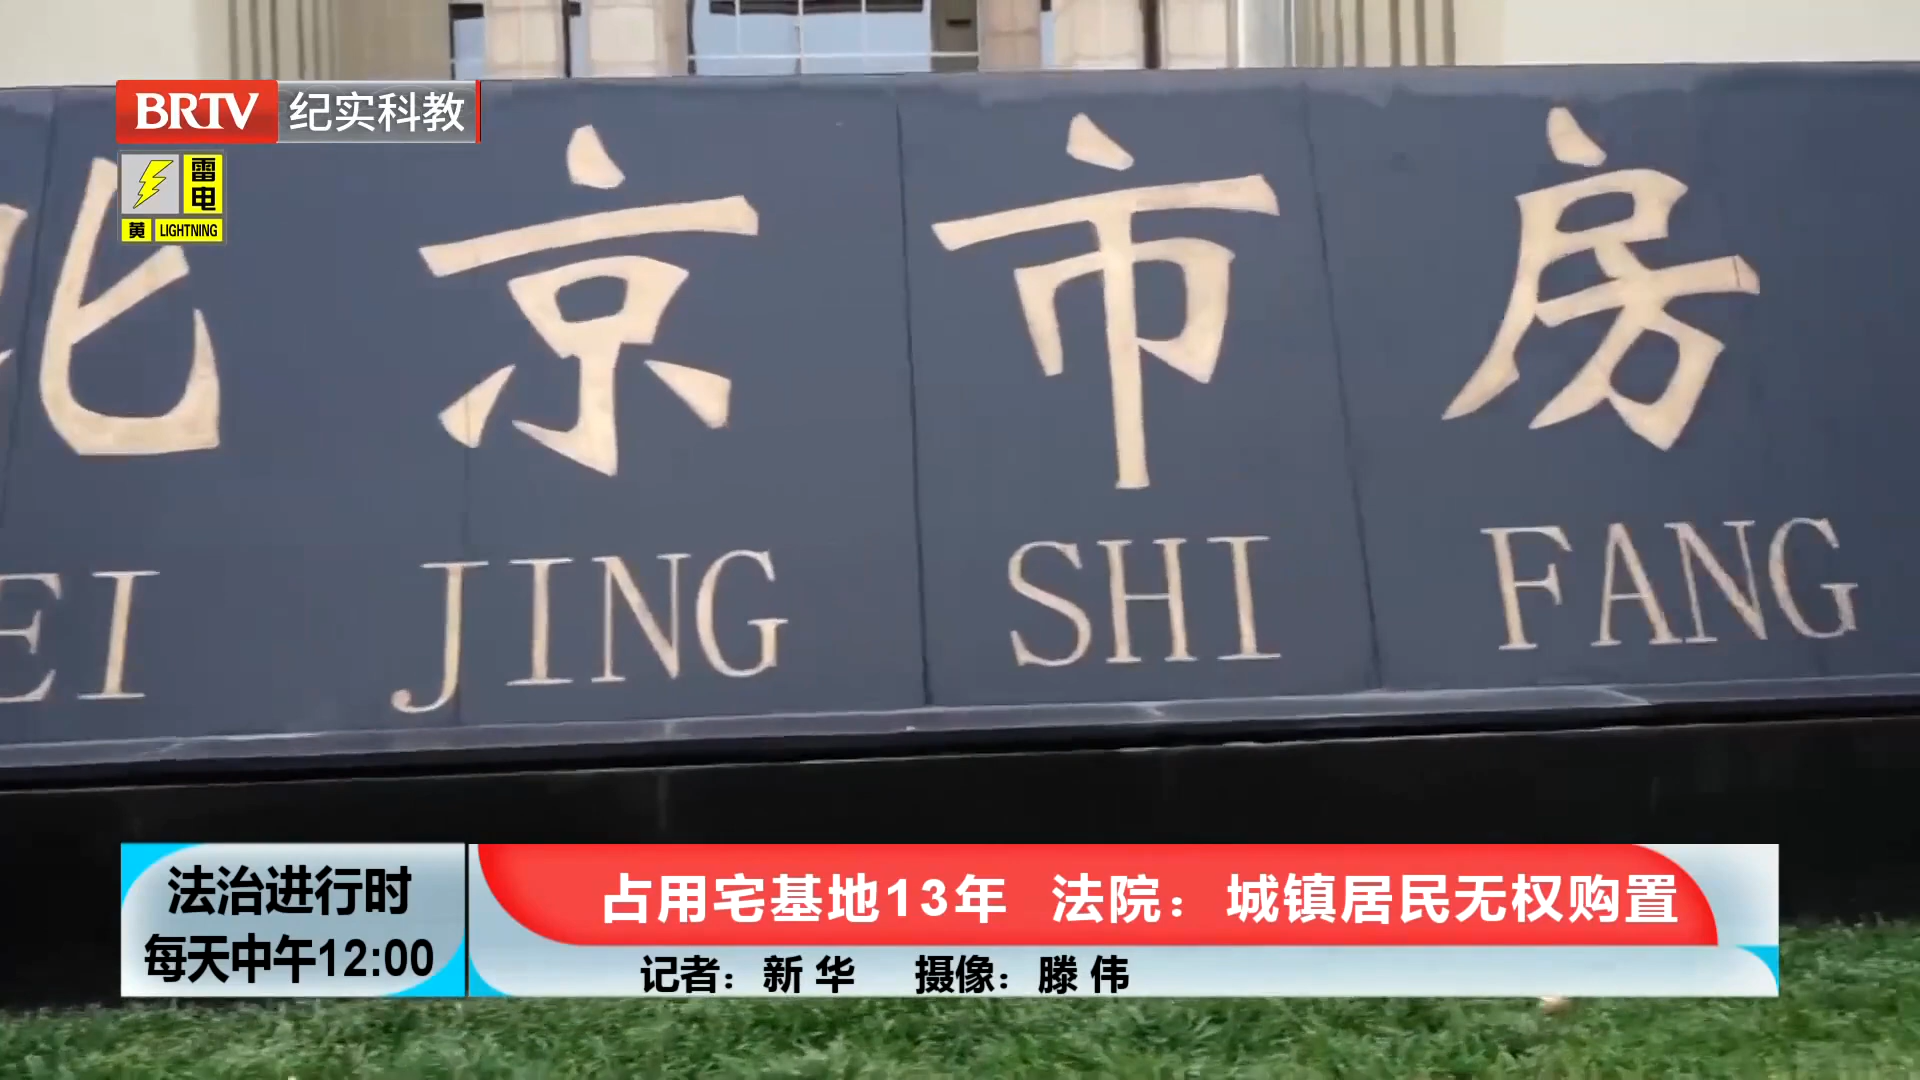 BRTV 纪实科教
雷电
黄 LIGHTNING
北京市房
EI JING SHI FANG
法治进行时
每天中午12:00
占用宅基地13年 法院：城镇居民无权购置
记者：新华 摄像：滕伟